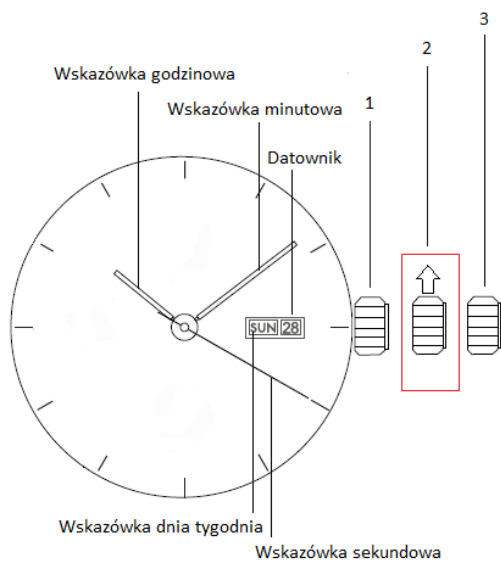 3
2
Wskazówka godzinowa
Wskazówka minutowa
1
Datownik
SUN 28
Wskazówka dnia tygodnia
Wskazówka sekundowa